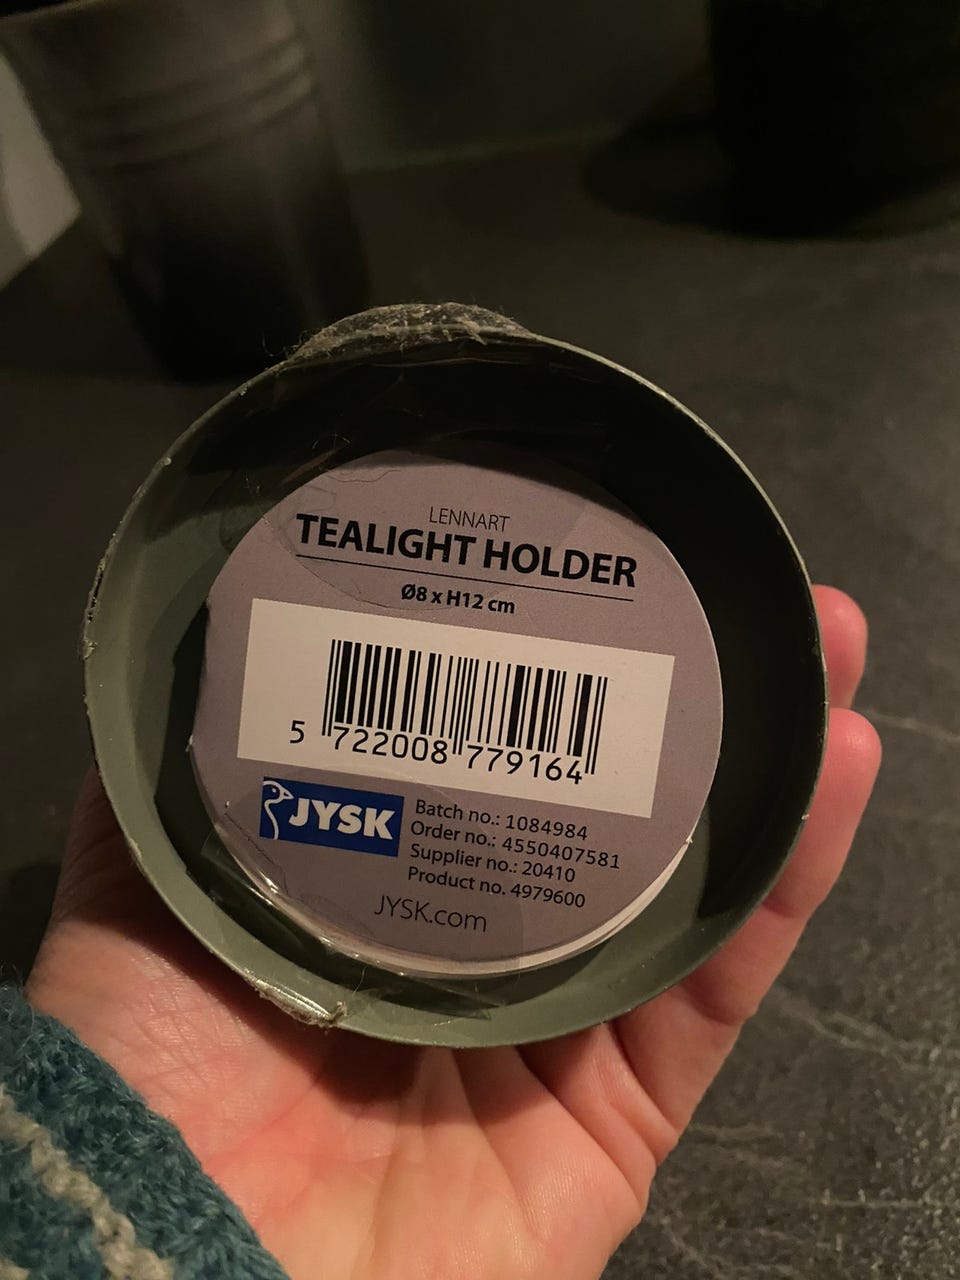 LENNART
TEALIGHT HOLDER
Ø8 x H12 cm
5 722008 779164
JYSK
Batch no.: 1084984
Order no.: 4550407581
Supplier no.: 20410
Product no. 4979600
JYSK.com